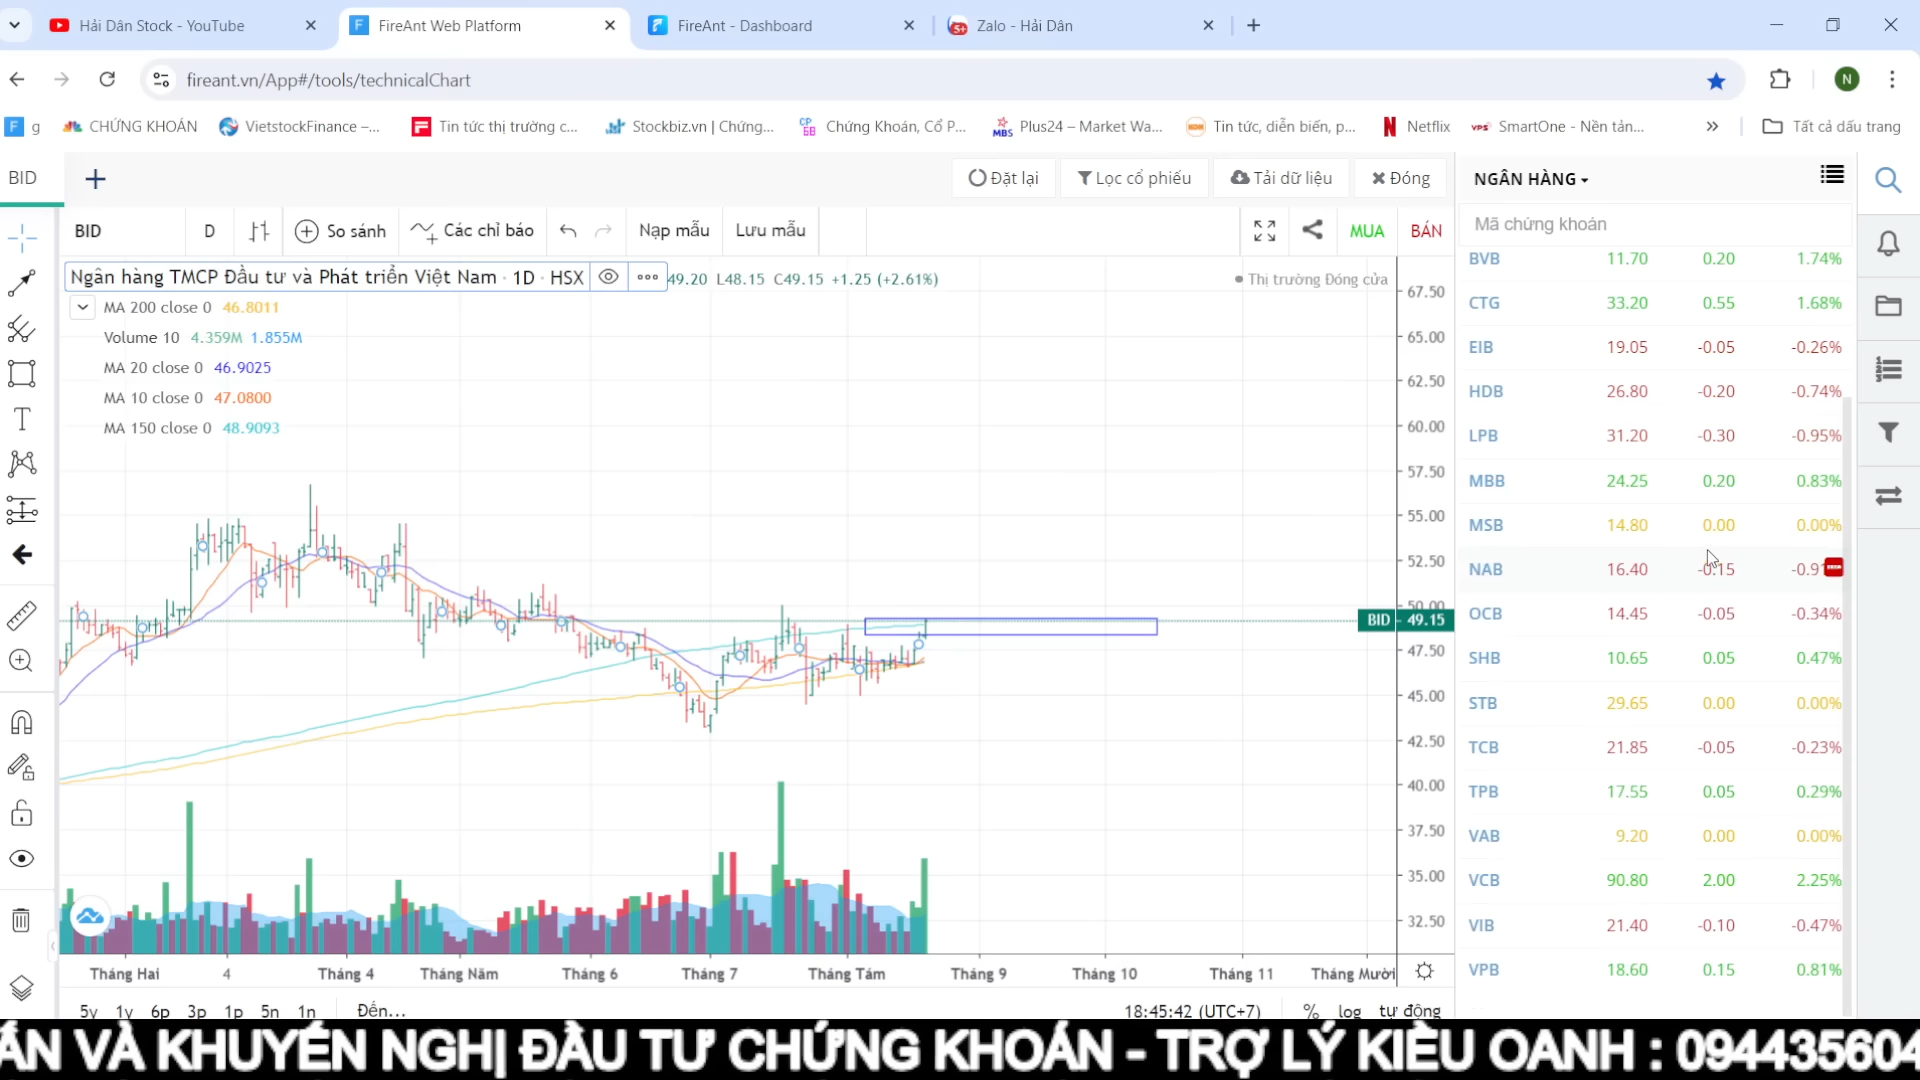 Hải Dân Stock - YouTube
FireAnt Web Platform
FireAnt - Dashboard
Zalo - Hải Dân
fireant.vn/App#/tools/technicalChart
N
g
CHỨNG KHOÁN
VietstockFinance –...
Tin tức thị trường c...
Stockbiz.vn | Chứng...
Chứng Khoán, Cổ P...
Plus24 – Market Wa...
Tin tức, diễn biến, p...
Netflix
SmartOne - Nền tản...
Tất cả dấu trang
BID
Đặt lại
Lọc cổ phiếu
Tải dữ liệu
Đóng
NGÂN HÀNG
BID
D
So sánh
Các chỉ báo
Nạp mẫu
Lưu mẫu
MUA
BÁN
Mã chứng khoán
Ngân hàng TMCP Đầu tư và Phát triển Việt Nam · 1D · HSX
49.20 L48.15 C49.15 +1.25 (+2.61%)
Thị trường Đóng cửa
MA 200 close 0 46.8011
Volume 10 4.359M 1.855M
MA 20 close 0 46.9025
MA 10 close 0 47.0800
MA 150 close 0 48.9093
67.50
65.00
62.50
60.00
57.50
55.00
52.50
50.00
BID 49.15
47.50
45.00
42.50
40.00
37.50
35.00
32.50
BVB 11.70 0.20 1.74%
CTG 33.20 0.55 1.68%
EIB 19.05 -0.05 -0.26%
HDB 26.80 -0.20 -0.74%
LPB 31.20 -0.30 -0.95%
MBB 24.25 0.20 0.83%
MSB 14.80 0.00 0.00%
NAB 16.40 -0.15 -0.91
OCB 14.45 -0.05 -0.34%
SHB 10.65 0.05 0.47%
STB 29.65 0.00 0.00%
TCB 21.85 -0.05 -0.23%
TPB 17.55 0.05 0.29%
VAB 9.20 0.00 0.00%
VCB 90.80 2.00 2.25%
VIB 21.40 -0.10 -0.47%
VPB 18.60 0.15 0.81%
Tháng Hai 4 Tháng 4 Tháng Năm Tháng 6 Tháng 7 Tháng Tám Tháng 9 Tháng 10 Tháng 11 Tháng Mười
5y 1y 6p 3p 1p 5n 1n Đến...
18:45:42 (UTC+7) % log tự động
ẤN VÀ KHUYẾN NGHỊ ĐẦU TƯ CHỨNG KHOÁN - TRỢ LÝ KIỀU OANH : 094435604